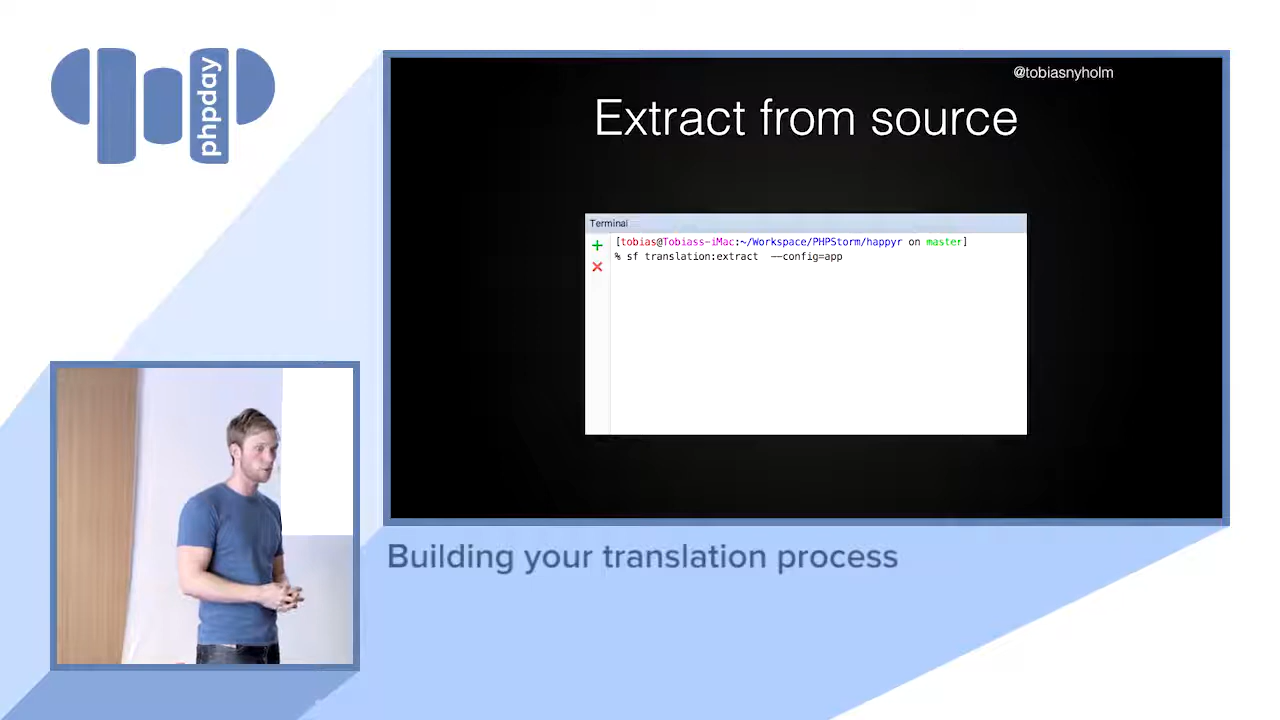 phpday
@tobiasnyholm
Extract from source
Terminal
[tobias@Tobiass-iMac:~/Workspace/PHPStorm/happyr on master]
% sf translation:extract  --config=app
Building your translation process